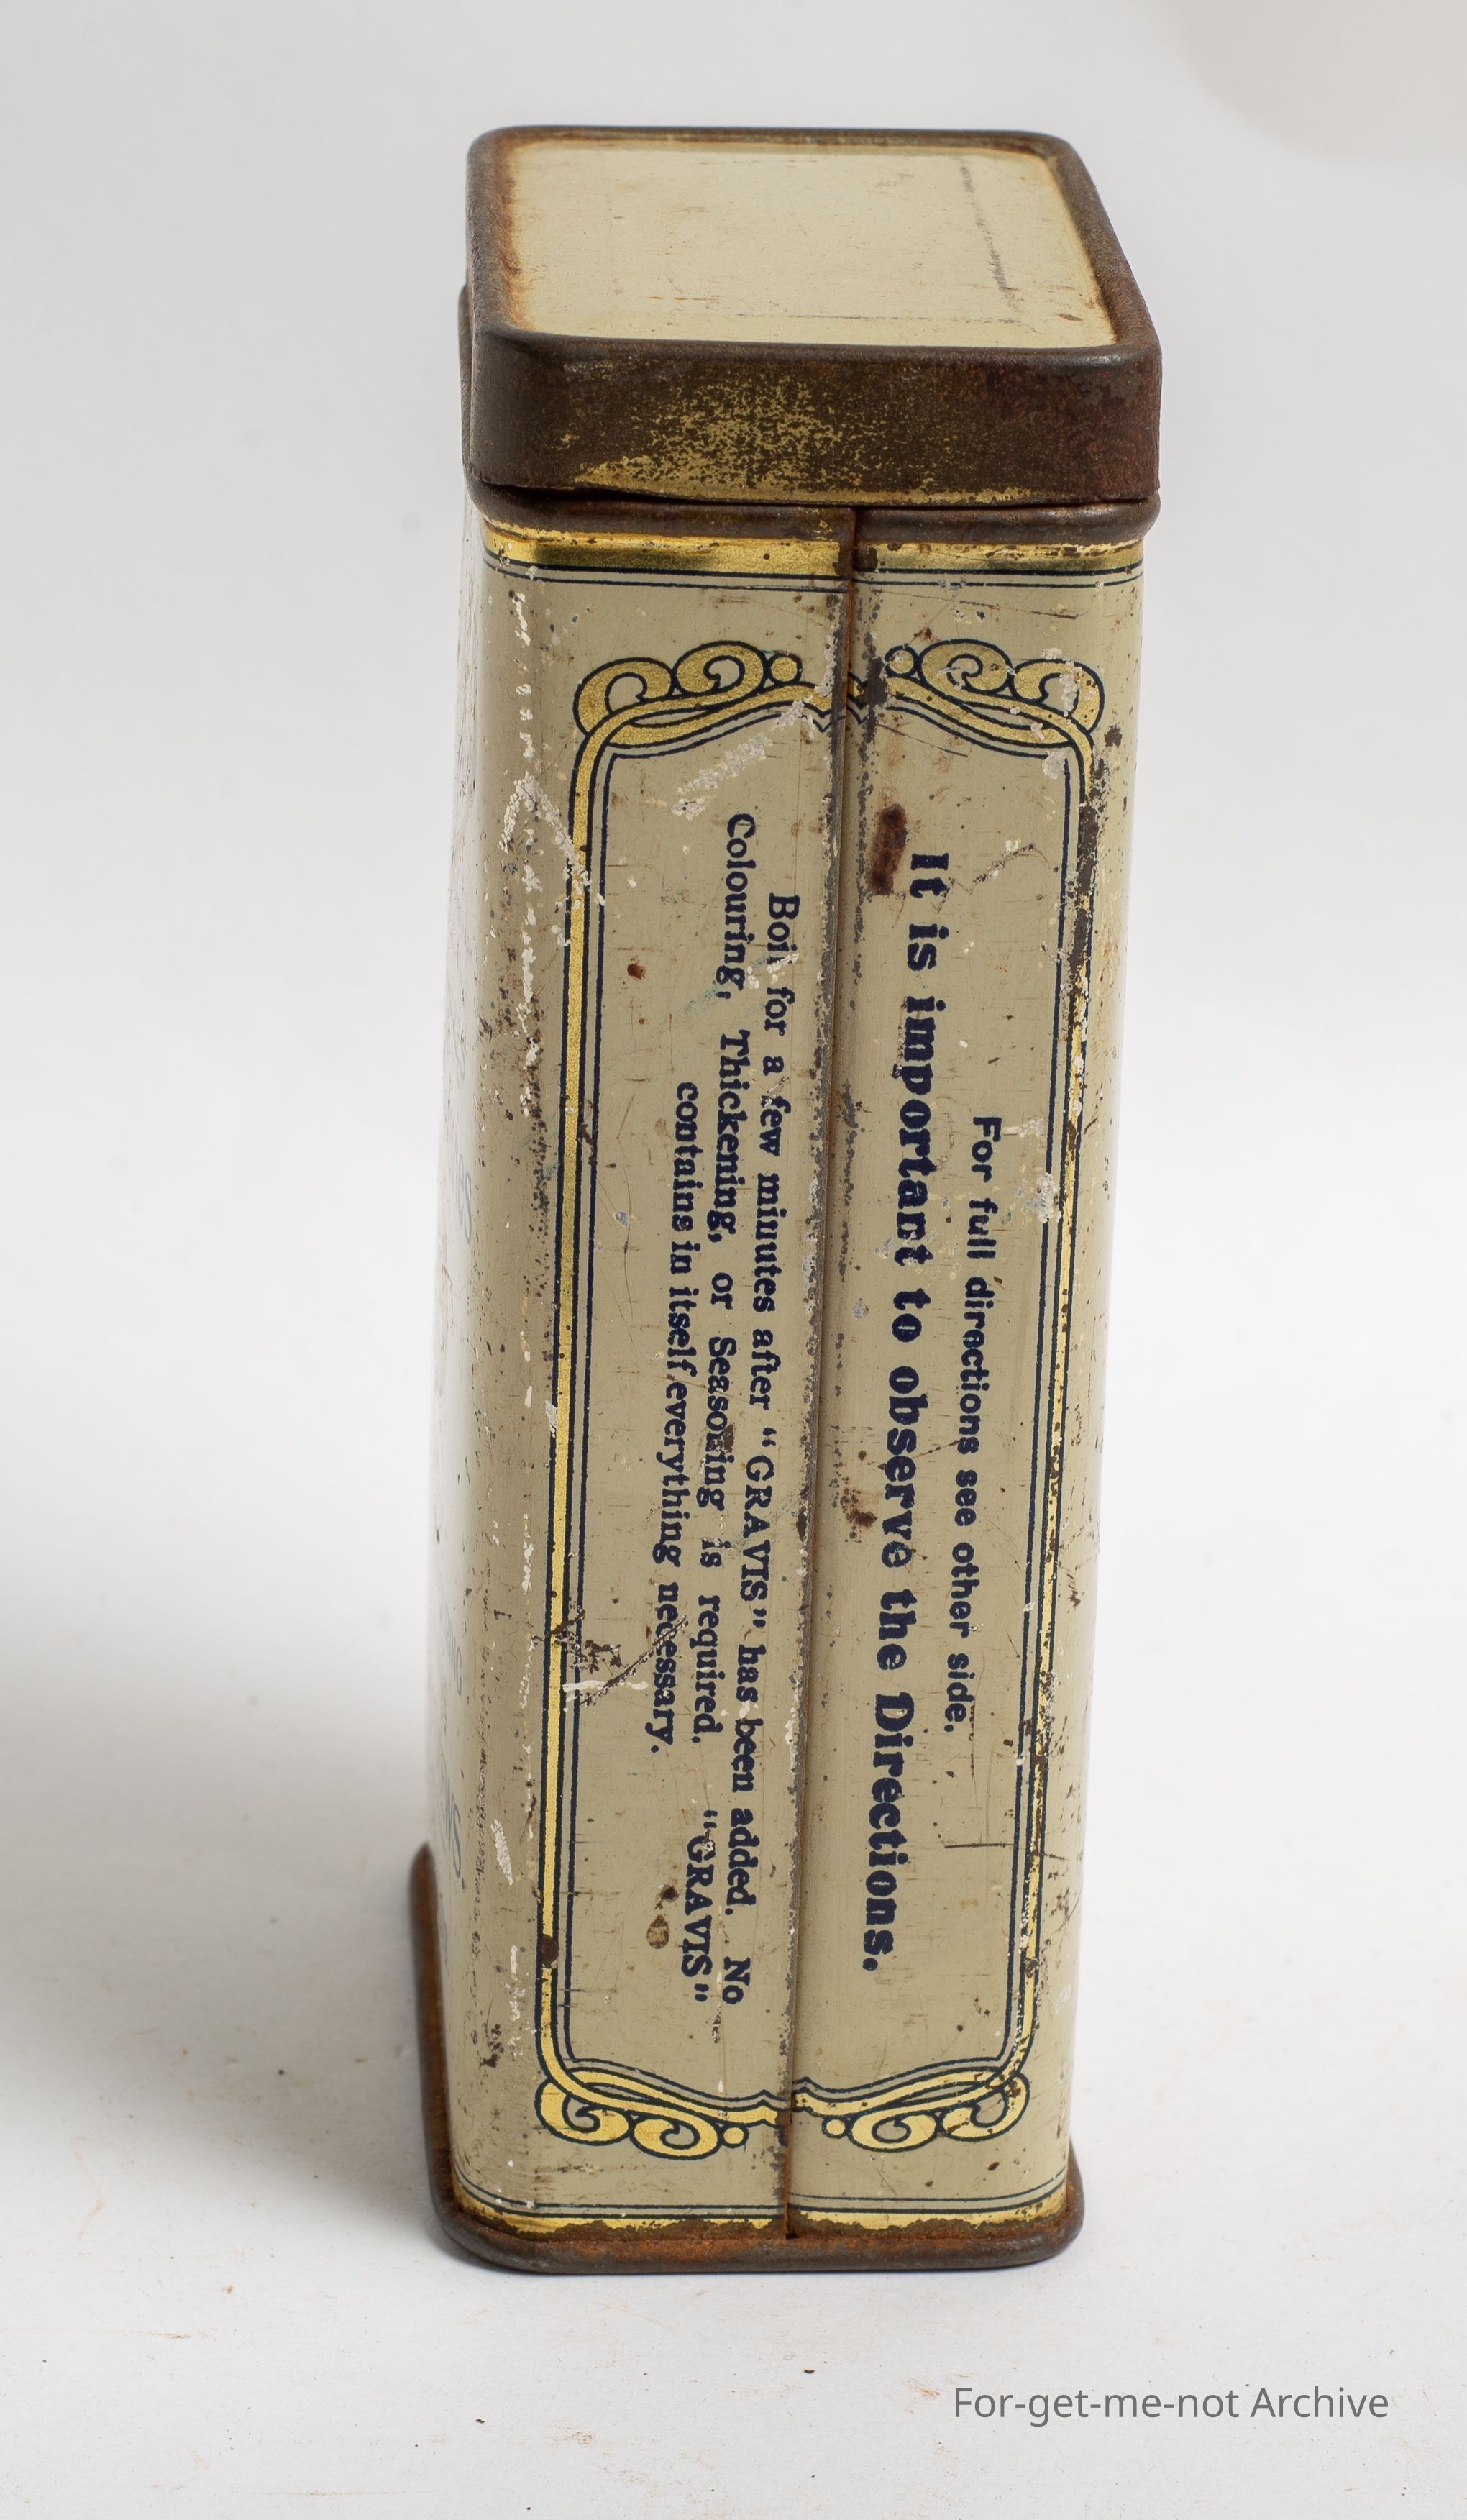 For full directions see other side.
It is important to observe the Directions.
Boil for a few minutes after "GRAVIS" has been added. No
Colouring, Thickening, or Seasoning is required. "GRAVIS"
contains in itself everything necessary.
For-get-me-not Archive